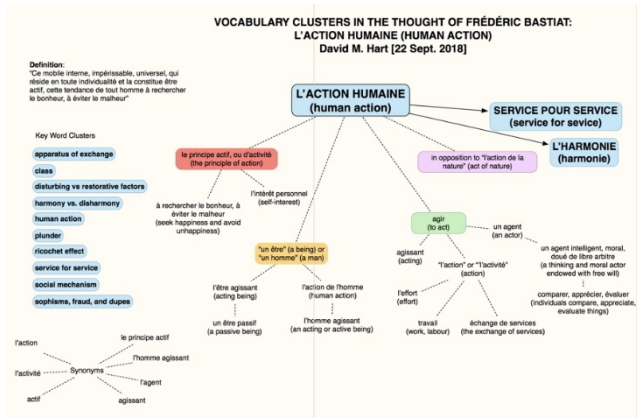 VOCABULARY CLUSTERS IN THE THOUGHT OF FRÉDÉRIC BASTIAT:
L'ACTION HUMAINE (HUMAN ACTION)
David M. Hart [22 Sept. 2018]
Definition:
"Ce mobile interne, impérissable, universel, qui
réside en toute individualité et la constitue être
actif, cette tendance de tout homme à rechercher
le bonheur, à éviter le malheur"
L'ACTION HUMAINE
(human action)
SERVICE POUR SERVICE
(service for sevice)
L'HARMONIE
(harmonie)
Key Word Clusters
apparatus of exchange
class
disturbing vs restorative factors
harmony vs. disharmony
human action
plunder
ricochet effect
service for service
social mechanism
sophisms, fraud, and dupes
le principe actif, ou d'activité
(the principle of action)
à rechercher le bonheur, à
éviter le malheur"
(seek happiness and avoid
unhappiness)
l'intérêt personnel
(self-interest)
in opposition to "l'action de la
nature" (act of nature)
"un être" (a being) or
"un homme" (a man)
l'être agissant
(acting being)
un être passif
(a passive being)
l'action de l'homme
(human action)
l'homme agissant
(an acting or active being)
agir
(to act)
agissant
(acting)
"l'action" or "l'activité"
(action)
l'effort
(effort)
travail
(work, labour)
échange de services
(the exchange of services)
un agent
(an actor)
un agent intelligent, moral,
doué de libre arbitre
(a thinking and moral actor
endowed with free will)
comparer, apprécier, évaluer
(individuals compare, appreciate,
evaluate things)
l'action
l'activité
actif
Synonyms
le principe actif
l'homme agissant
l'agent
agissant